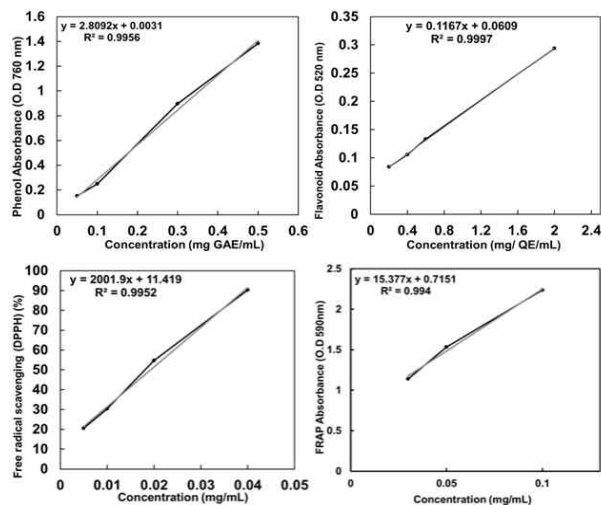 y = 2.8092x + 0.0031
R² = 0.9956
Phenol Absorbance (O.D 760 nm)
1.6
1.4
1.2
1
0.8
0.6
0.4
0.2
0
0 0.1 0.2 0.3 0.4 0.5 0.6
Concentration (mg GAE/mL)
y = 0.1167x + 0.0609
R² = 0.9997
Flavonoid Absorbance (O.D 520 nm)
0.35
0.3
0.25
0.2
0.15
0.1
0.05
0
0 0.4 0.8 1.2 1.6 2 2.4
Concentration (mg/ QE/mL)
y = 2001.9x + 11.419
R² = 0.9952
Free radical scavenging (DPPH) (%)
100
90
80
70
60
50
40
30
20
10
0
0 0.01 0.02 0.03 0.04 0.05
Concentration (mg/mL)
y = 15.377x + 0.7151
R² = 0.994
FRAP Absorbance (O.D 590nm)
2.5
2
1.5
1
0.5
0
0 0.05 0.1
Concentration (mg/mL)